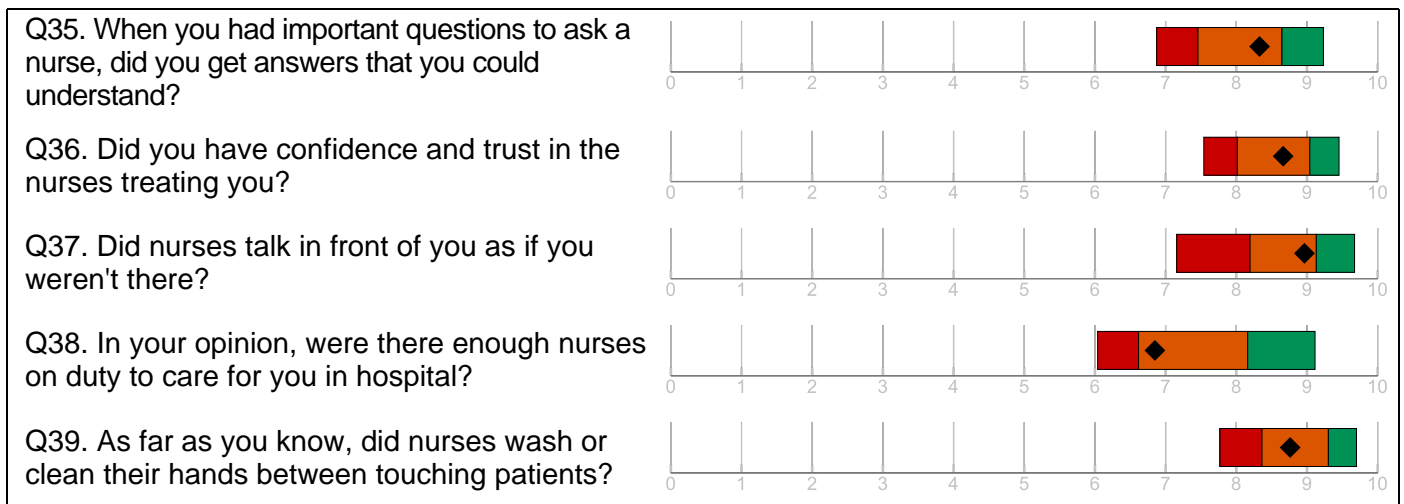 Q35. When you had important questions to ask a
nurse, did you get answers that you could
understand?
0 1 2 3 4 5 6 7 8 9 10
Q36. Did you have confidence and trust in the
nurses treating you?
0 1 2 3 4 5 6 7 8 9 10
Q37. Did nurses talk in front of you as if you
weren't there?
0 1 2 3 4 5 6 7 8 9 10
Q38. In your opinion, were there enough nurses
on duty to care for you in hospital?
0 1 2 3 4 5 6 7 8 9 10
Q39. As far as you know, did nurses wash or
clean their hands between touching patients?
0 1 2 3 4 5 6 7 8 9 10